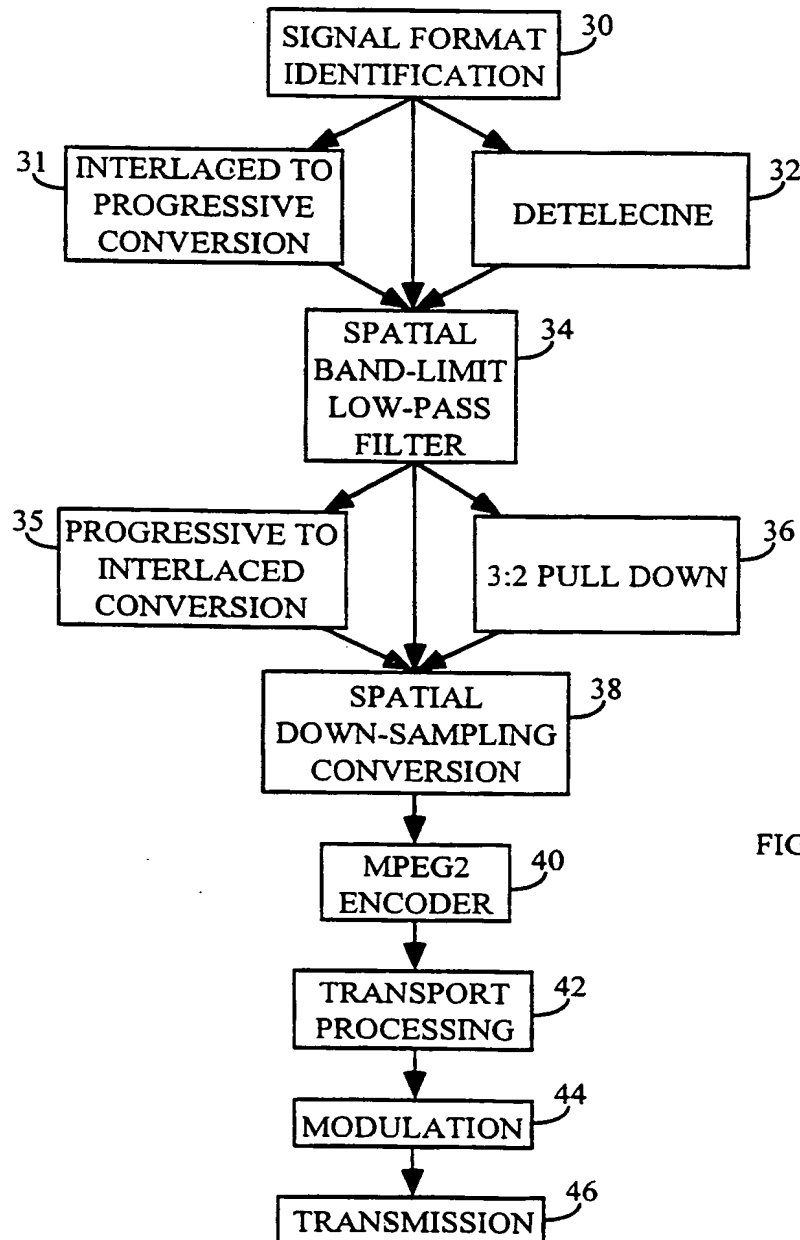 SIGNAL FORMAT
IDENTIFICATION
30
31
INTERLACED TO
PROGRESSIVE
CONVERSION
DETELECINE
32
SPATIAL
BAND-LIMIT
LOW-PASS
FILTER
34
35
PROGRESSIVE TO
INTERLACED
CONVERSION
3:2 PULL DOWN
36
SPATIAL
DOWN-SAMPLING
CONVERSION
38
FIG
MPEG2
ENCODER
40
TRANSPORT
PROCESSING
42
MODULATION
44
TRANSMISSION
46